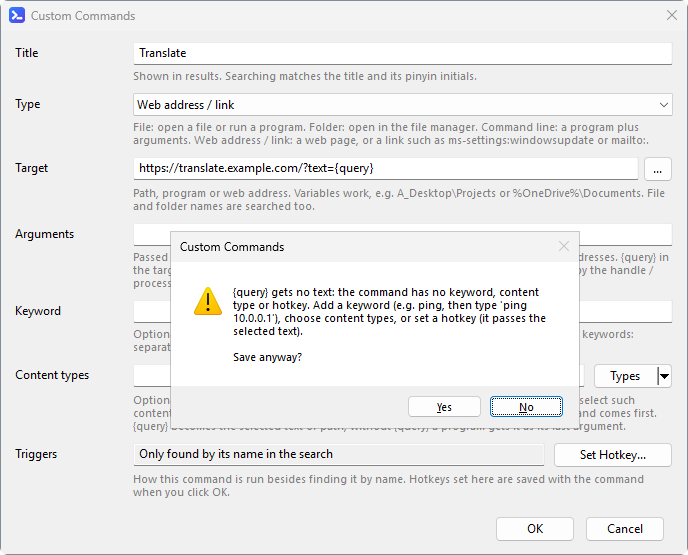 Custom Commands
Title
Translate
Shown in results. Searching matches the title and its pinyin initials.
Type
Web address / link
File: open a file or run a program. Folder: open in the file manager. Command line: a program plus
arguments. Web address / link: a web page, or a link such as ms-settings:windowsupdate or mailto:.
Target
https://translate.example.com/?text={query}
...
Path, program or web address. Variables work, e.g. A_Desktop\Projects or %OneDrive%\Documents. File
and folder names are searched too.
Arguments
Passed
dresses. {query} in
the targ
by the handle /
process
Custom Commands
{query} gets no text: the command has no keyword, content
type or hotkey. Add a keyword (e.g. ping, then type 'ping
10.0.0.1'), choose content types, or set a hotkey (it passes the
selected text).
Save anyway?
Yes
No
Keyword
Option
keywords:
separat
Content types
Types
Option
select such
content
and comes first.
{query} becomes the selected text or path; without {query} a program gets it as its last argument.
Triggers
Only found by its name in the search
Set Hotkey...
How this command is run besides finding it by name. Hotkeys set here are saved with the command
when you click OK.
OK
Cancel